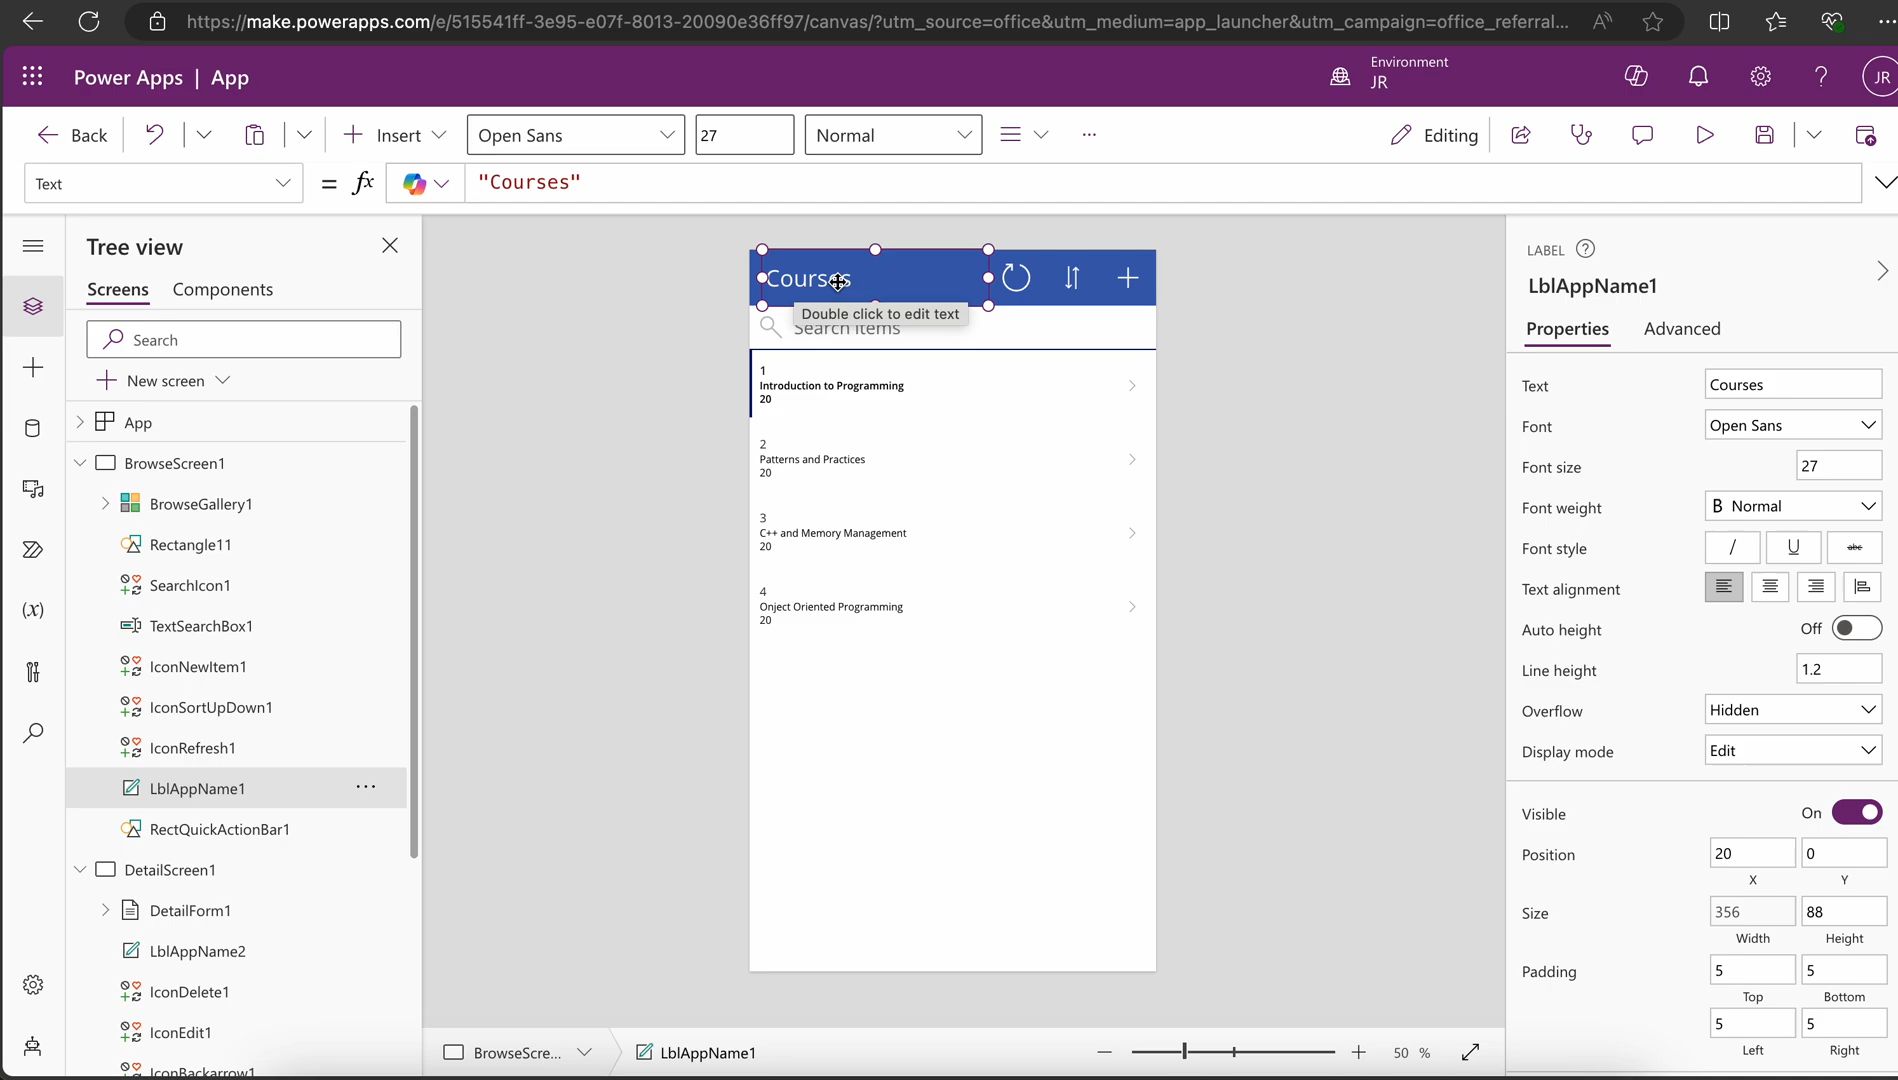 https://make.powerapps.com/e/515541ff-3e95-e07f-8013-20090e36ff97/canvas/?utm_source=office&utm_medium=app_launcher&utm_campaign=office_referral...
Power Apps | App
Environment
JR
JR
Back
Insert
Open Sans
27
Normal
...
Editing
Text
= fx
"Courses"
Tree view
Screens
Components
Search
New screen
App
BrowseScreen1
BrowseGallery1
Rectangle11
SearchIcon1
TextSearchBox1
IconNewItem1
IconSortUpDown1
IconRefresh1
LblAppName1
...
RectQuickActionBar1
DetailScreen1
DetailForm1
LblAppName2
IconDelete1
IconEdit1
IconBackarrow1
(x)
Courses
Double click to edit text
Search items
1
Introduction to Programming
20
2
Patterns and Practices
20
3
C++ and Memory Management
20
4
Onject Oriented Programming
20
BrowseScre...
LblAppName1
50 %
LABEL ?
LblAppName1
Properties
Advanced
Text
Courses
Font
Open Sans
Font size
27
Font weight
B Normal
Font style
/
U
abc
Text alignment
Auto height
Off
Line height
1.2
Overflow
Hidden
Display mode
Edit
Visible
On
Position
20
0
X
Y
Size
356
88
Width
Height
Padding
5
5
Top
Bottom
5
5
Left
Right